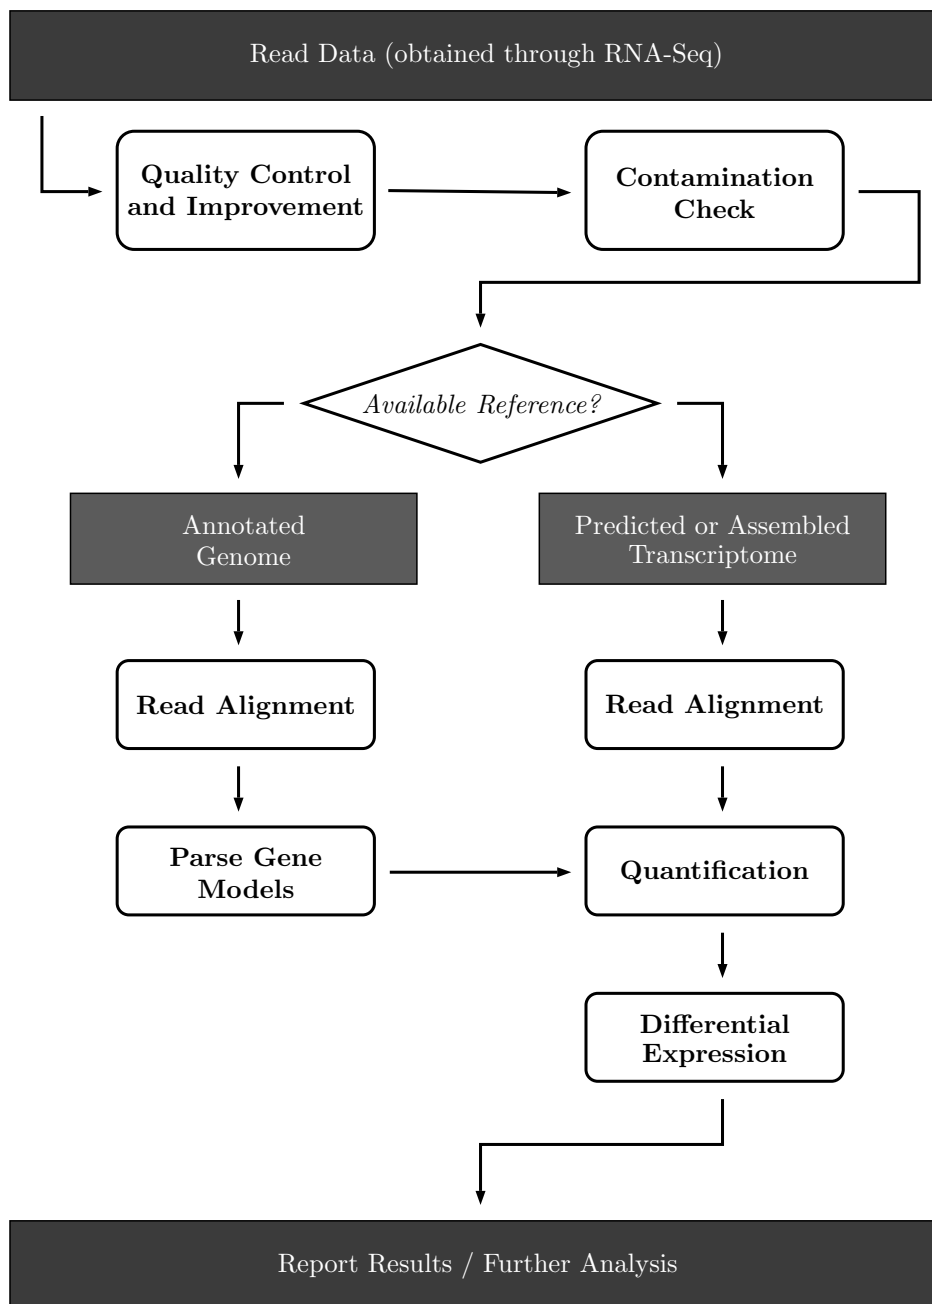 Read Data (obtained through RNA-Seq)
Quality Control
and Improvement
Contamination
Check
Available Reference?
Annotated
Genome
Predicted or Assembled
Transcriptome
Read Alignment
Read Alignment
Parse Gene
Models
Quantification
Differential
Expression
Report Results / Further Analysis